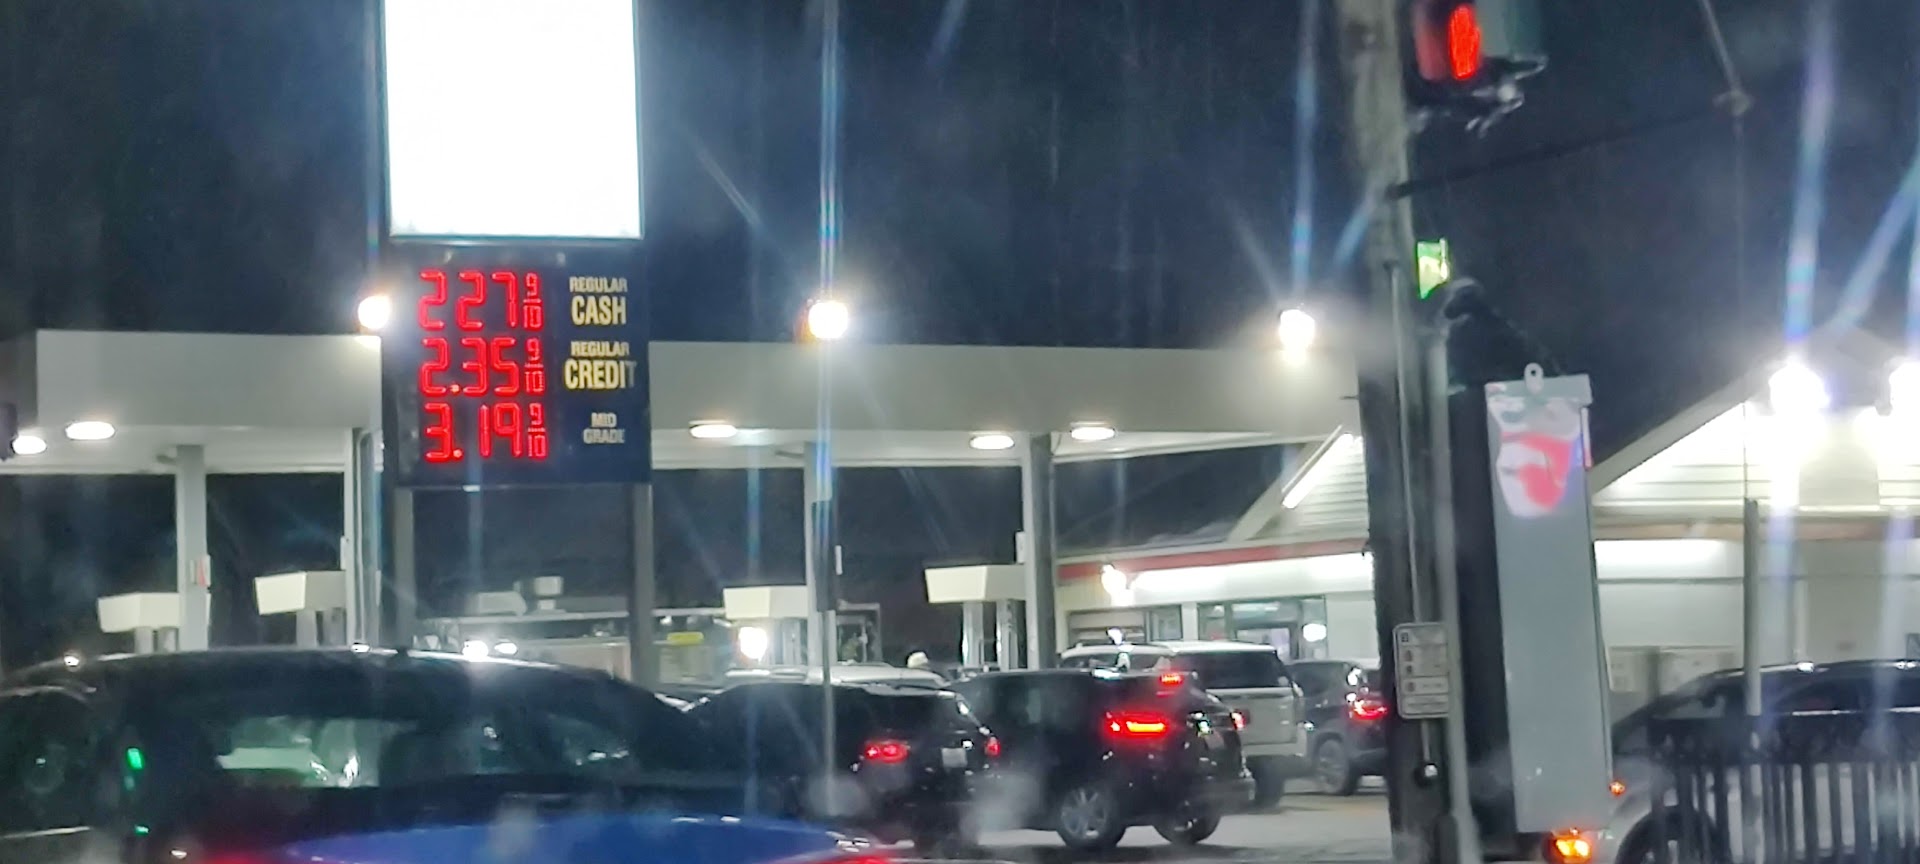 2 27 9/10 REGULAR CASH
2.35 9/10 REGULAR CREDIT
3.19 9/10 MID GRADE